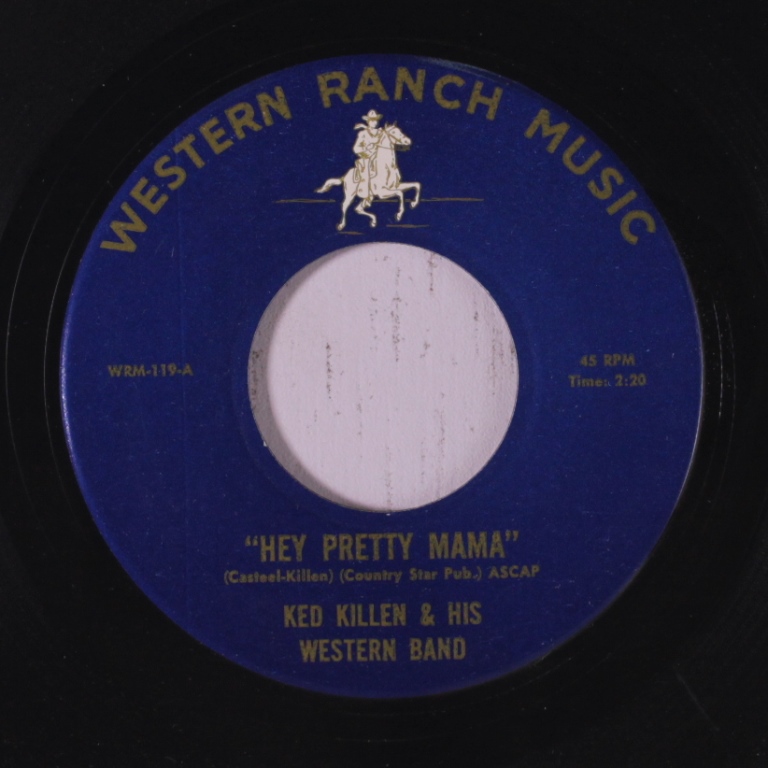 WESTERN RANCH MUSIC
WRM-119-A
45 RPM
Time: 2:20
"HEY PRETTY MAMA"
(Casteel-Killen) (Country Star Pub.) ASCAP
KED KILLEN & HIS
WESTERN BAND